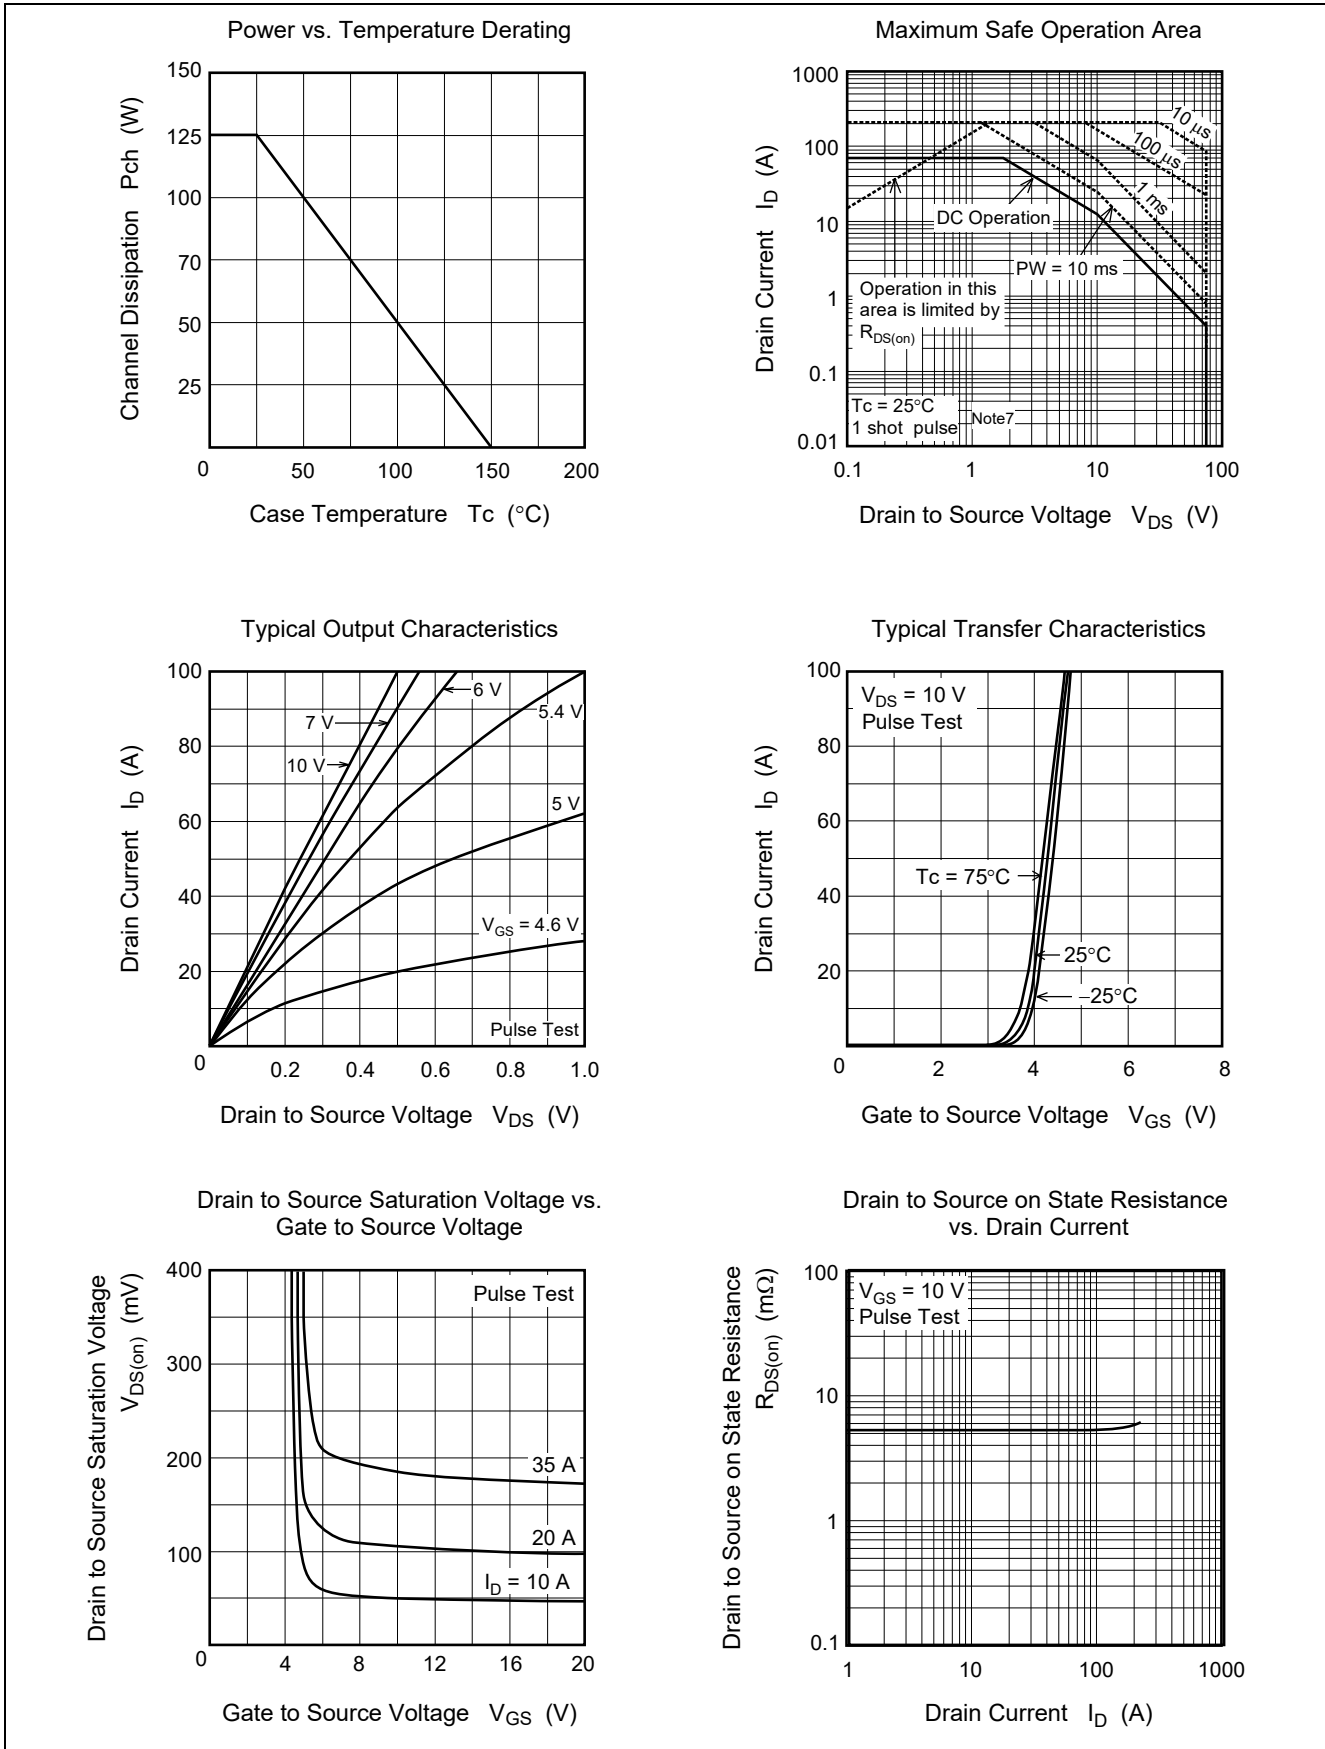 Power vs. Temperature Derating
150
125
100
70
50
25
0
50
100
150
200
Channel Dissipation Pch (W)
Case Temperature Tc (°C)
Maximum Safe Operation Area
1000
100
10
1
0.1
0.01
0.1
1
10
100
Drain Current ID (A)
10 μs
100 μs
1 ms
DC Operation
PW = 10 ms
Operation in this
area is limited by
RDS(on)
Tc = 25°C
1 shot pulse
Note7
Drain to Source Voltage VDS (V)
Typical Output Characteristics
100
80
60
40
20
0
0.2
0.4
0.6
0.8
1.0
Drain Current ID (A)
6 V
7 V
5.4 V
10 V
5 V
VGS = 4.6 V
Pulse Test
Drain to Source Voltage VDS (V)
Typical Transfer Characteristics
100
80
60
40
20
0
2
4
6
8
Drain Current ID (A)
VDS = 10 V
Pulse Test
Tc = 75°C
25°C
–25°C
Gate to Source Voltage VGS (V)
Drain to Source Saturation Voltage vs.
Gate to Source Voltage
400
300
200
100
0
4
8
12
16
20
Drain to Source Saturation Voltage
VDS(on) (mV)
Pulse Test
35 A
20 A
ID = 10 A
Gate to Source Voltage VGS (V)
Drain to Source on State Resistance
vs. Drain Current
100
10
1
0.1
1
10
100
1000
Drain to Source on State Resistance
RDS(on) (mΩ)
VGS = 10 V
Pulse Test
Drain Current ID (A)